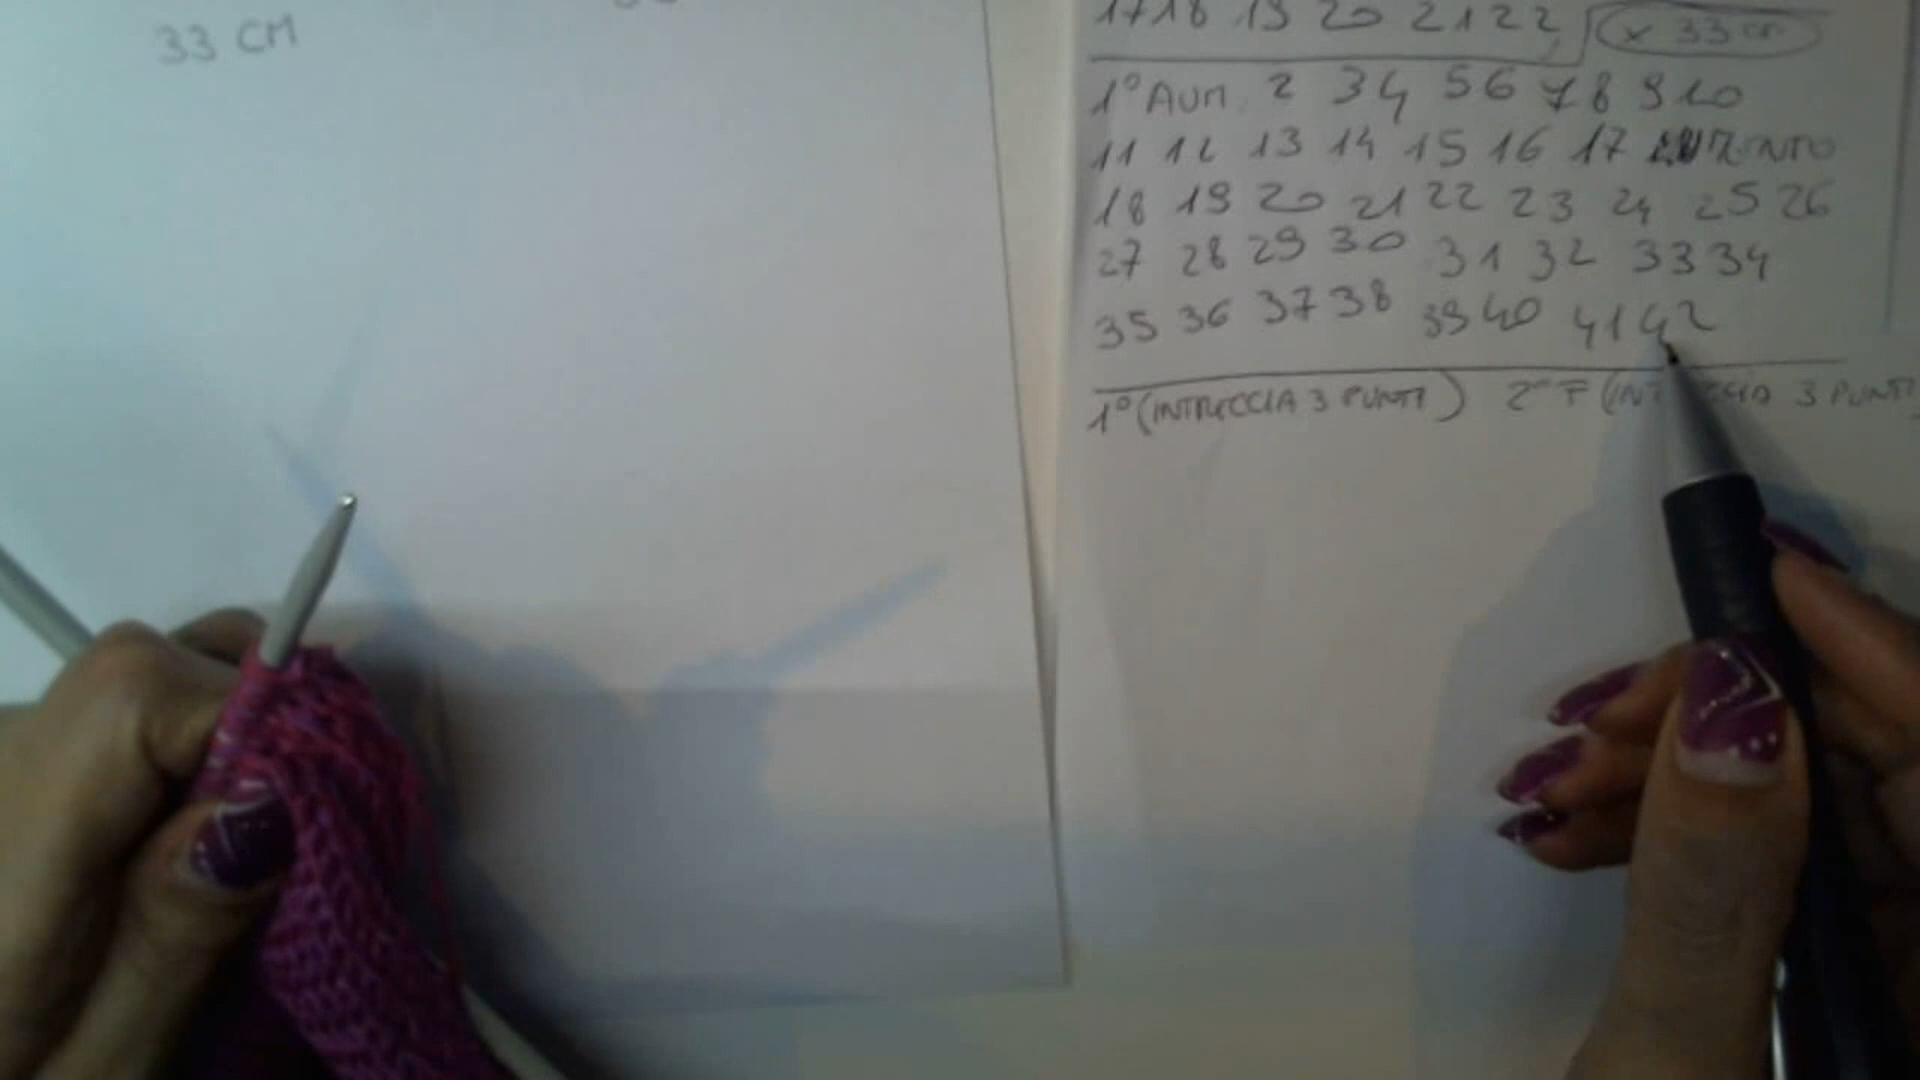 33 CM
17 18 19 20 21 22 x 33 cm
1° AUM. 2 3 4 5 6 7 8 9 10
11 12 13 14 15 16 17
18 19 20 21 22 23 24 25 26
27 28 29 30 31 32 33 34
35 36 37 38 39 40 41 42
1° (INTRECCIA 3 PUNTI) 2° F 3 PUNTI